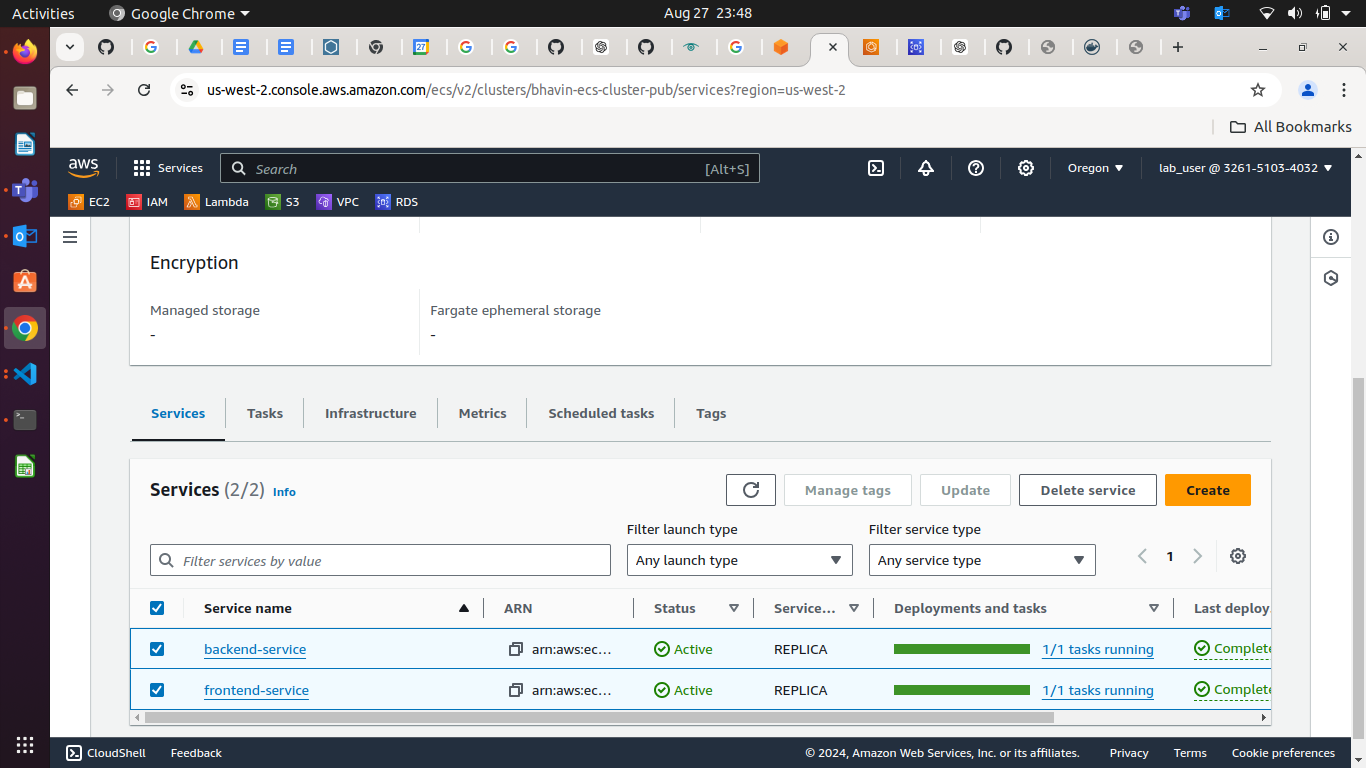 Activities
Google Chrome
Aug 27 23:48
27
us-west-2.console.aws.amazon.com/ecs/v2/clusters/bhavin-ecs-cluster-pub/services?region=us-west-2
All Bookmarks
aws
Services
Search
[Alt+S]
Oregon
lab_user @ 3261-5103-4032
EC2
IAM
Lambda
S3
VPC
RDS
Encryption
Managed storage
Fargate ephemeral storage
-
-
Services
Tasks
Infrastructure
Metrics
Scheduled tasks
Tags
Services (2/2)
Info
Manage tags
Update
Delete service
Create
Filter launch type
Filter service type
Filter services by value
Any launch type
Any service type
1
Service name
ARN
Status
Service...
Deployments and tasks
Last deploy
backend-service
arn:aws:ec...
Active
REPLICA
1/1 tasks running
Complete
frontend-service
arn:aws:ec...
Active
REPLICA
1/1 tasks running
Complete
CloudShell
Feedback
© 2024, Amazon Web Services, Inc. or its affiliates.
Privacy
Terms
Cookie preferences